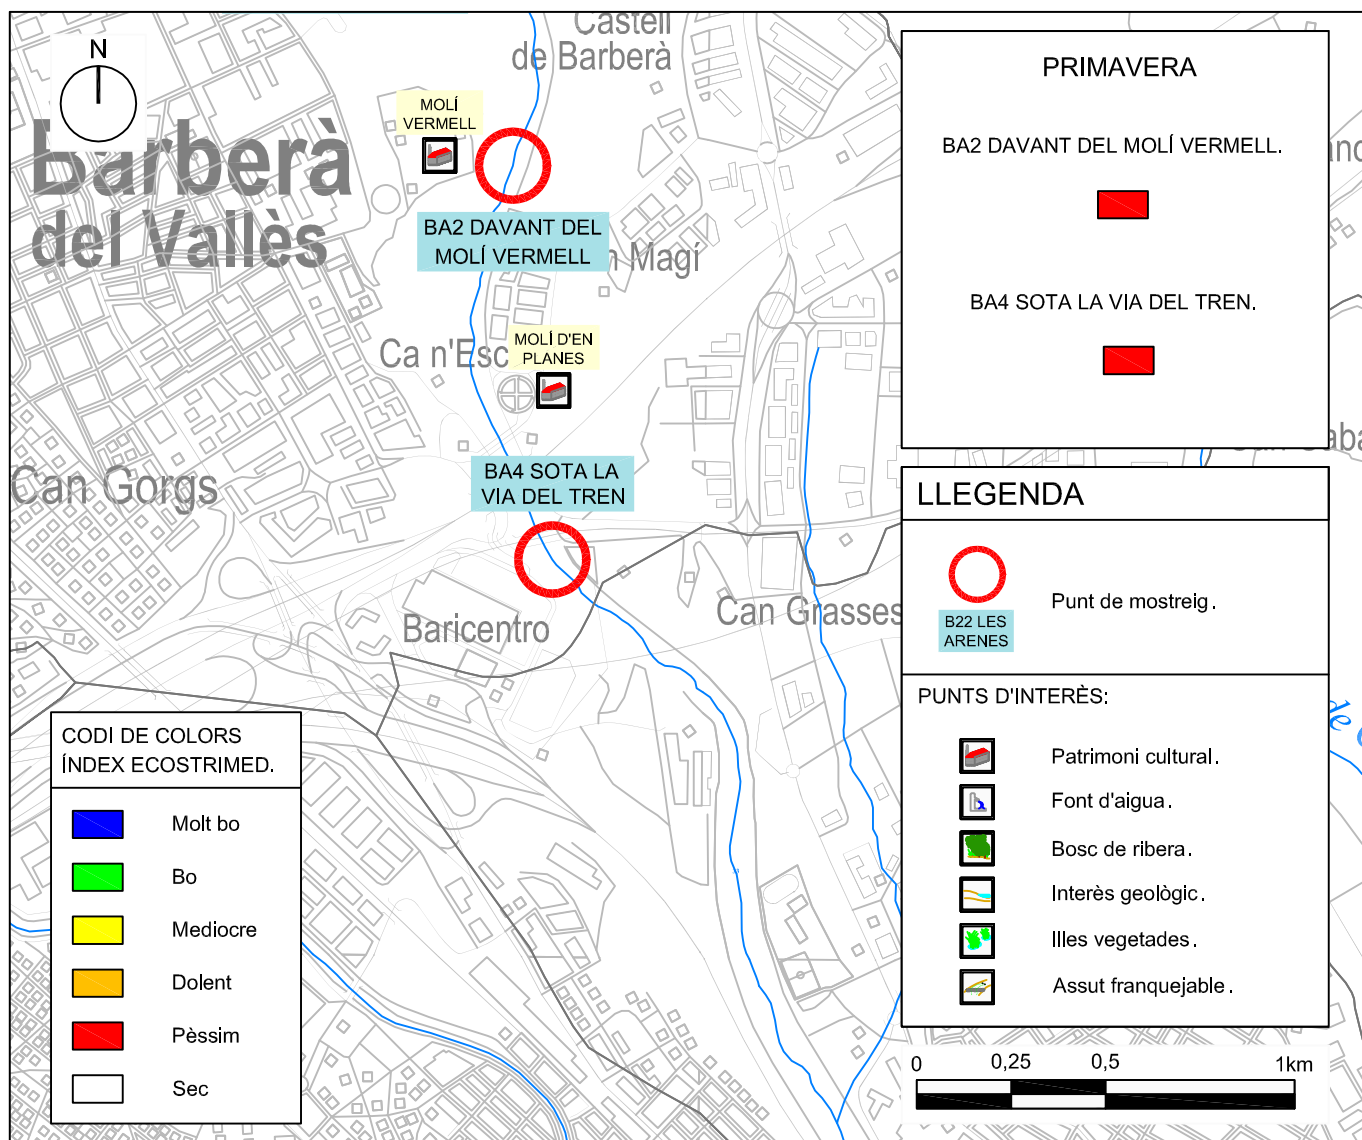 N
Castell
de Barberà
MOLÍ
VERMELL
Barberà
del Vallès
BA2 DAVANT DEL
MOLÍ VERMELL
Magí
Ca n'Esc
MOLÍ D'EN
PLANES
BA4 SOTA LA
VIA DEL TREN
Can Gorgs
Baricentro
Can Grasses
PRIMAVERA
BA2 DAVANT DEL MOLÍ VERMELL.
BA4 SOTA LA VIA DEL TREN.
LLEGENDA
B22 LES
ARENES
Punt de mostreig.
PUNTS D'INTERÈS:
Patrimoni cultural.
Font d'aigua.
Bosc de ribera.
Interès geològic.
Illes vegetades.
Assut franquejable.
0 0,25 0,5 1km
CODI DE COLORS
ÍNDEX ECOSTRIMED.
Molt bo
Bo
Mediocre
Dolent
Pèssim
Sec
de